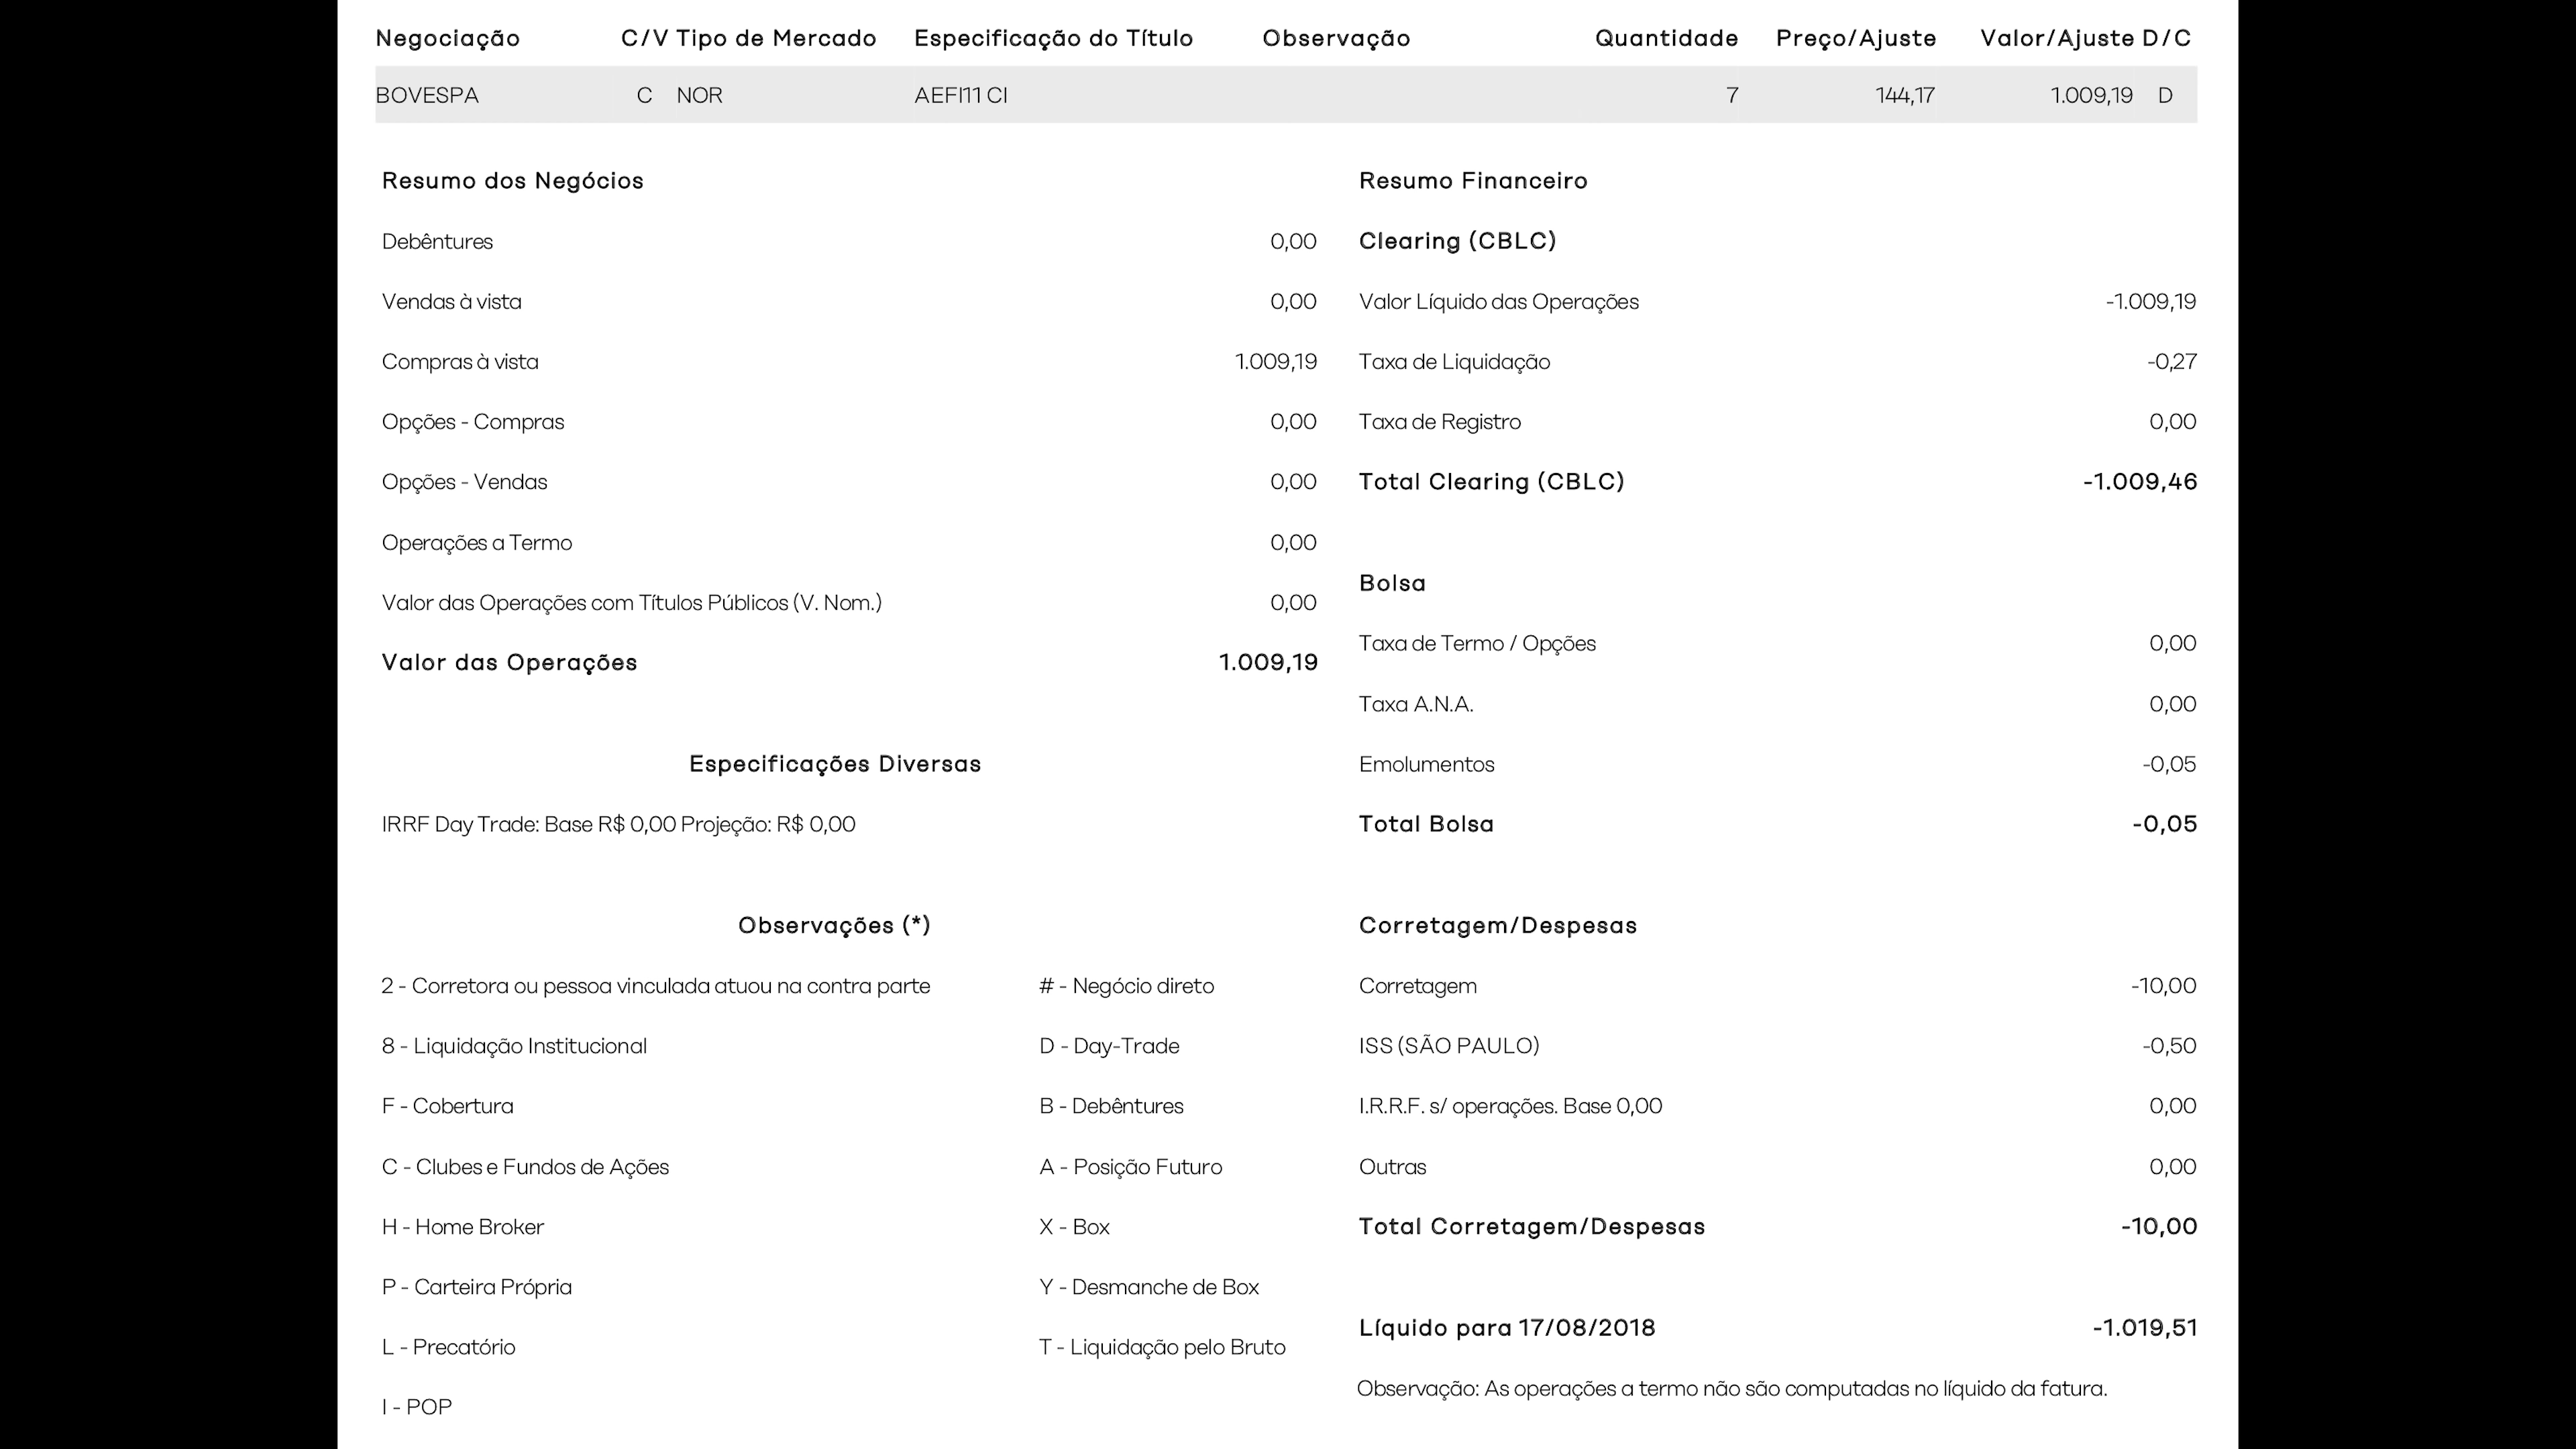 Negociação C/V Tipo de Mercado Especificação do Título Observação Quantidade Preço/Ajuste Valor/Ajuste D/C
BOVESPA C NOR AEFI11 CI 7 144,17 1.009,19 D
Resumo dos Negócios
Debêntures 0,00
Vendas à vista 0,00
Compras à vista 1.009,19
Opções - Compras 0,00
Opções - Vendas 0,00
Operações a Termo 0,00
Valor das Operações com Títulos Públicos (V. Nom.) 0,00
Valor das Operações 1.009,19
Especificações Diversas
IRRF Day Trade: Base R$ 0,00 Projeção: R$ 0,00
Observações (*)
2 - Corretora ou pessoa vinculada atuou na contra parte # - Negócio direto
8 - Liquidação Institucional D - Day-Trade
F - Cobertura B - Debêntures
C - Clubes e Fundos de Ações A - Posição Futuro
H - Home Broker X - Box
P - Carteira Própria Y - Desmanche de Box
L - Precatório T - Liquidação pelo Bruto
I - POP
Resumo Financeiro
Clearing (CBLC)
Valor Líquido das Operações -1.009,19
Taxa de Liquidação -0,27
Taxa de Registro 0,00
Total Clearing (CBLC) -1.009,46
Bolsa
Taxa de Termo / Opções 0,00
Taxa A.N.A. 0,00
Emolumentos -0,05
Total Bolsa -0,05
Corretagem/Despesas
Corretagem -10,00
ISS (SÃO PAULO) -0,50
I.R.R.F. s/ operações. Base 0,00 0,00
Outras 0,00
Total Corretagem/Despesas -10,00
Líquido para 17/08/2018 -1.019,51
Observação: As operações a termo não são computadas no líquido da fatura.